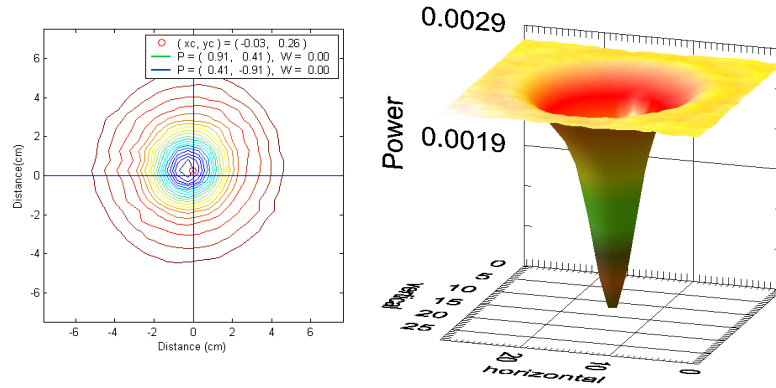 ( xc, yc ) = ( -0.03, 0.26 )
P = ( 0.91, 0.41 ), W = 0.00
P = ( 0.41, -0.91 ), W = 0.00
6
4
2
0
-2
-4
-6
Distance(cm)
-6 -4 -2 0 2 4 6
Distance (cm)
0.0029
0.0019
Power
0
5
10
15
20
25
vertical
20 10 0
horizontal